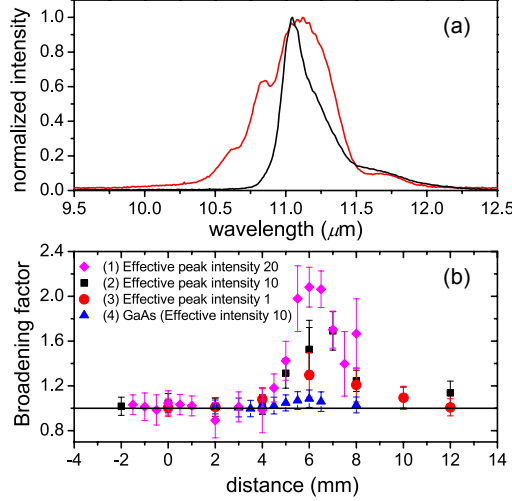 (a)
normalized intensity
1.0
0.8
0.6
0.4
0.2
0.0
9.5 10.0 10.5 11.0 11.5 12.0 12.5
wavelength (μm)
(b)
Broadening factor
2.4
2.0
1.6
1.2
0.8
(1) Effective peak intensity 20
(2) Effective peak intensity 10
(3) Effective peak intensity 1
(4) GaAs (Effective intensity 10)
-4 -2 0 2 4 6 8 10 12 14
distance (mm)